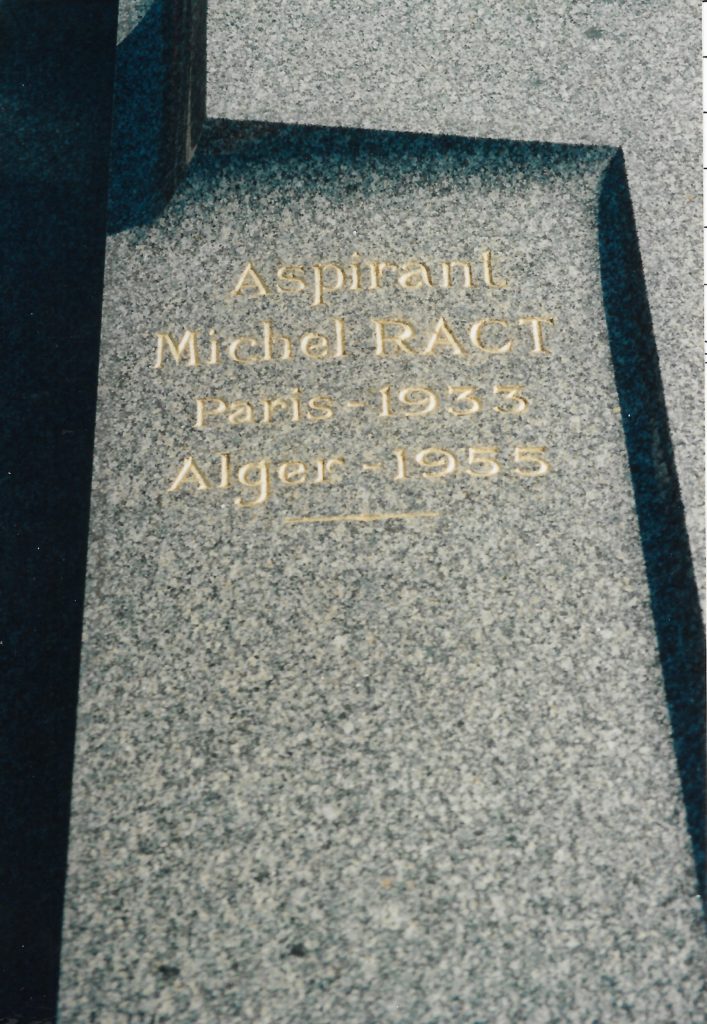 Aspirant
Michel RACT
Paris-1933
Alger-1955